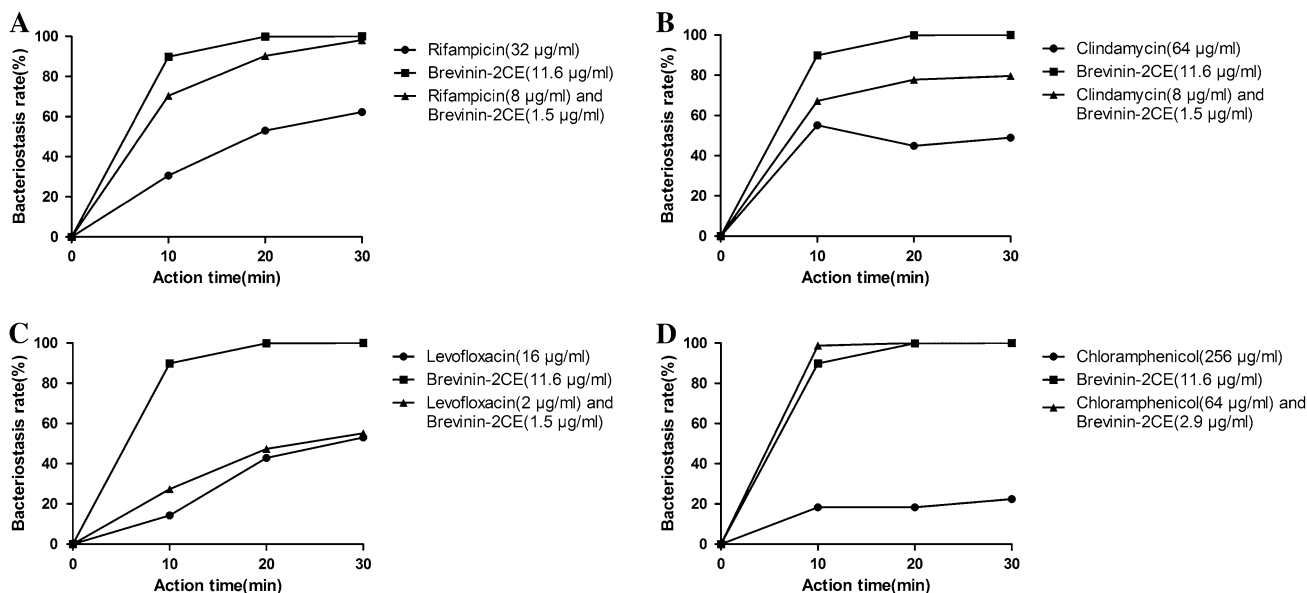 A
Bacteriostasis rate(%)
100
80
60
40
20
0
0 10 20 30
Action time(min)
Rifampicin(32 µg/ml)
Brevinin-2CE(11.6 µg/ml)
Rifampicin(8 µg/ml) and
Brevinin-2CE(1.5 µg/ml)
B
Bacteriostasis rate(%)
100
80
60
40
20
0
0 10 20 30
Action time(min)
Clindamycin(64 µg/ml)
Brevinin-2CE(11.6 µg/ml)
Clindamycin(8 µg/ml) and
Brevinin-2CE(1.5 µg/ml)
C
Bacteriostasis rate(%)
100
80
60
40
20
0
0 10 20 30
Action time(min)
Levofloxacin(16 µg/ml)
Brevinin-2CE(11.6 µg/ml)
Levofloxacin(2 µg/ml) and
Brevinin-2CE(1.5 µg/ml)
D
Bacteriostasis rate(%)
100
80
60
40
20
0
0 10 20 30
Action time(min)
Chloramphenicol(256 µg/ml)
Brevinin-2CE(11.6 µg/ml)
Chloramphenicol(64 µg/ml) and
Brevinin-2CE(2.9 µg/ml)